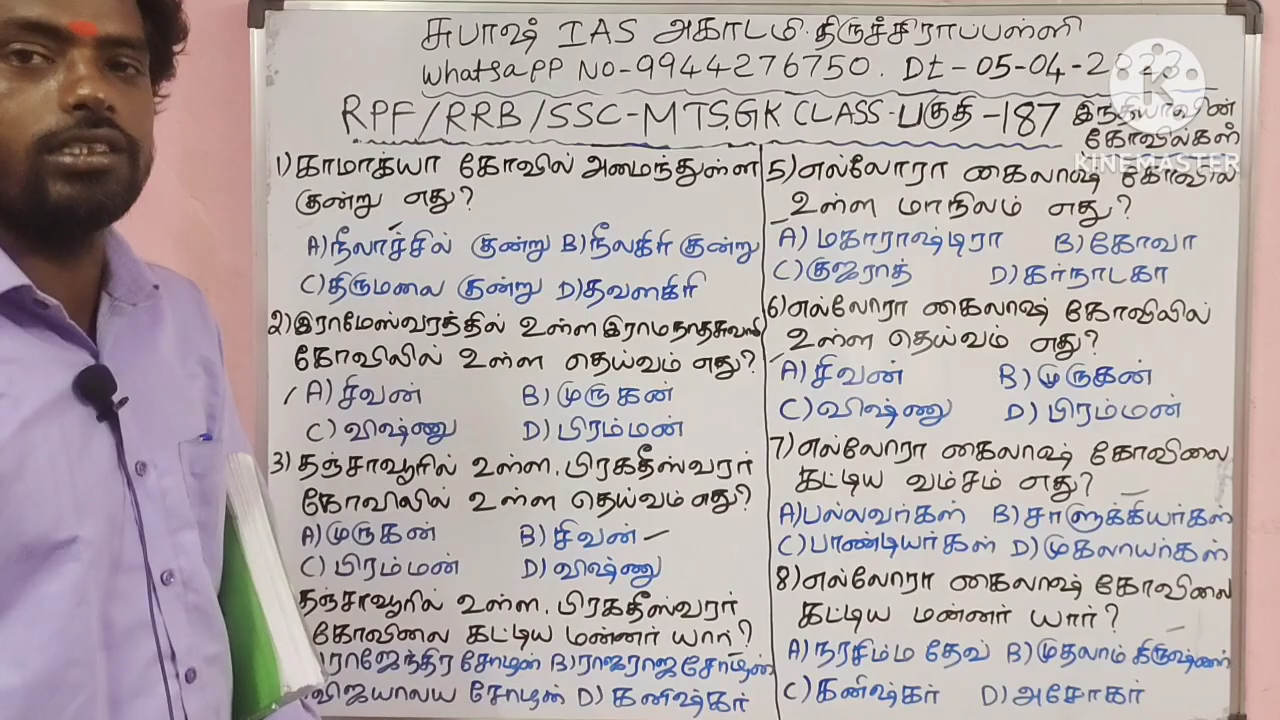 சுபாஷ் IAS அகாடமி திருச்சிராப்பள்ளி
Whatsapp No-9944276750. Dt-05-04-2023
RPF/RRB/SSC-MTS.GK CLASS-பகுதி-187 இந்தியாவின்
கோவில்கள்
KINEMASTER
1)காமாக்யா கோவில் அமைந்துள்ள
குன்று எது?
A)நீலாச்சில் குன்று B)நீலகிரி குன்று
C)திருமலை குன்று D)தவளகிரி
2)இராமேஸ்வரத்தில் உள்ள இராமநாதசுவாமி
கோவிலில் உள்ள தெய்வம் எது?
A)சிவன் B)முருகன்
C)விஷ்ணு D)பிரம்மன்
3)தஞ்சாவூரில் உள்ள பிரகதீஸ்வரர்
கோவிலில் உள்ள தெய்வம் எது?
A)முருகன் B)சிவன்
C)பிரம்மன் D)விஷ்ணு
தஞ்சாவூரில் உள்ள பிரகதீஸ்வரர்
கோவிலை கட்டிய மன்னர் யார்?
)ராஜேந்திர சோழன் B)ராஜராஜ சோழன்
விஜயாலய சோழன் D)கனிஷ்கர்
5)எல்லோரா கைலாஷ் கோவில்
உள்ள மாநிலம் எது?
A)மகாராஷ்டிரா B)கோவா
C)குஜராத் D)கர்நாடகா
6)எல்லோரா கைலாஷ் கோவிலில்
உள்ள தெய்வம் எது?
A)சிவன் B)முருகன்
C)விஷ்ணு D)பிரம்மன்
7)எல்லோரா கைலாஷ் கோவிலை
கட்டிய வம்சம் எது?
A)பல்லவர்கள் B)சாளுக்கியர்கள்
C)பாண்டியர்கள் D)முகலாயர்கள்
8)எல்லோரா கைலாஷ் கோவிலை
கட்டிய மன்னர் யார்?
A)நரசிம்ம தேவ் B)முதலாம் கிருஷ்ணர்
C)கனிஷ்கர் D)அசோகர்